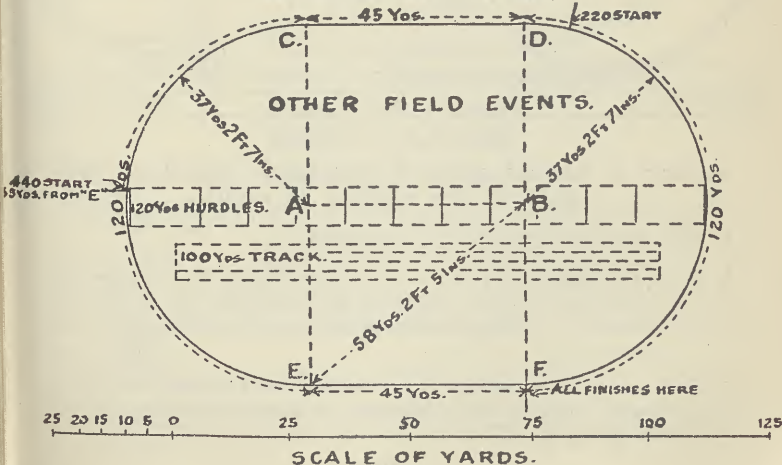 45 YDS.
220 START
C.
D.
OTHER FIELD EVENTS.
37 YDS. 2 FT 7 INS.
37 YDS. 2 FT 7 INS.
440 START
YDS. FROM "E"
120 YDS.
120 YDS HURDLES.
A
B.
120 YDS.
100 YDS TRACK.
58 YDS. 2 FT 5 INS.
E.
F.
45 YDS.
ALL FINISHES HERE
25 20 15 10 5 0 25 50 75 100 125
SCALE OF YARDS.